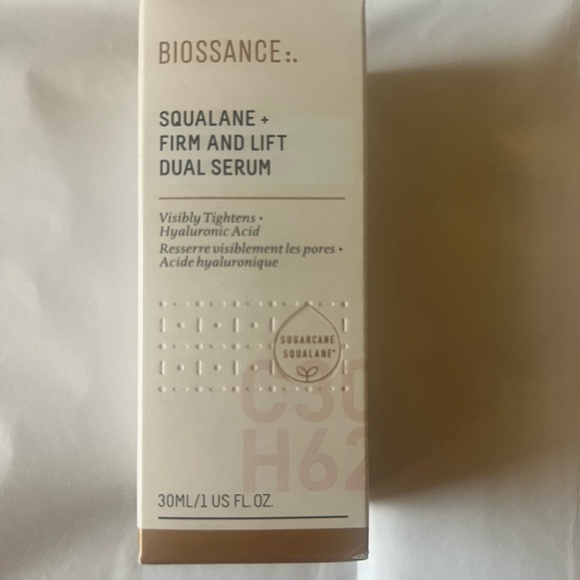 BIOSSANCE:.
SQUALANE +
FIRM AND LIFT
DUAL SERUM
Visibly Tightens •
Hyaluronic Acid
Resserre visiblement les pores •
Acide hyaluronique
SUGARCANE
SQUALANE™
C30
H62
30ML/1 US FL. OZ.